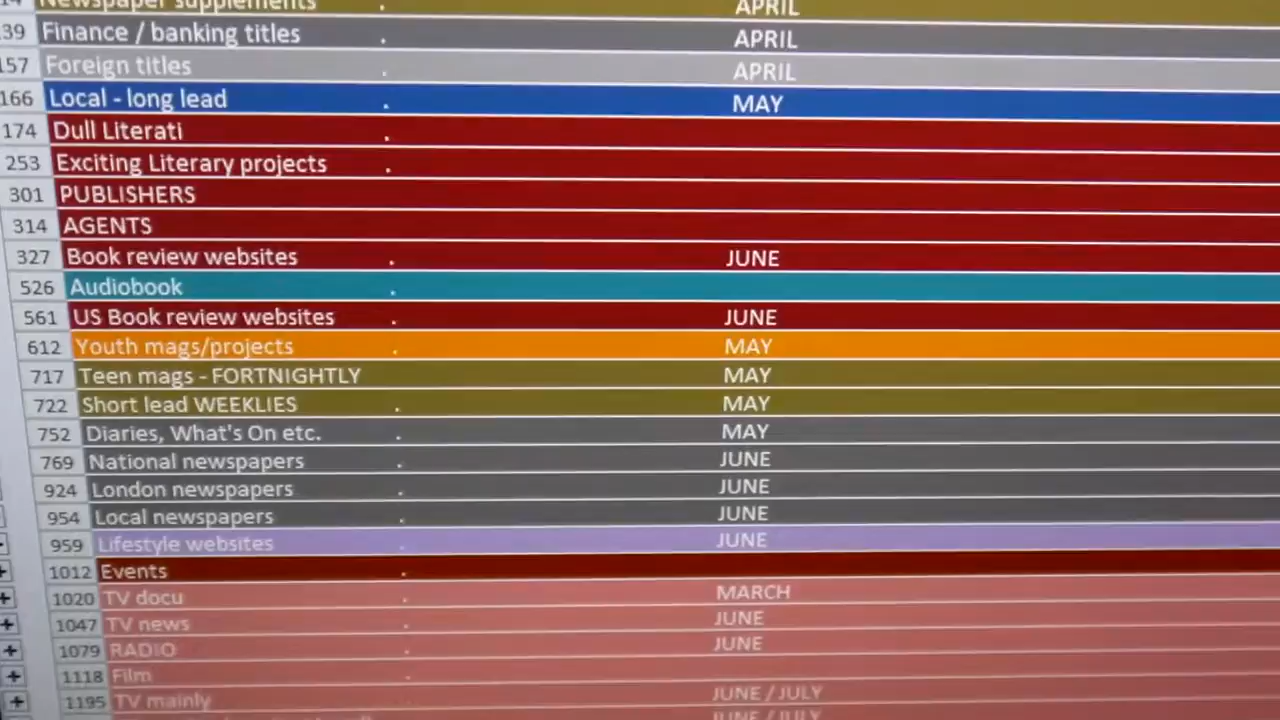 Newspaper supplements . APRIL
39 Finance / banking titles . APRIL
157 Foreign titles . APRIL
166 Local - long lead . MAY
174 Dull Literati .
253 Exciting Literary projects .
301 PUBLISHERS
314 AGENTS
327 Book review websites . JUNE
526 Audiobook .
561 US Book review websites . JUNE
612 Youth mags/projects . MAY
717 Teen mags - FORTNIGHTLY MAY
722 Short lead WEEKLIES . MAY
752 Diaries, What's On etc. . MAY
769 National newspapers . JUNE
924 London newspapers . JUNE
954 Local newspapers . JUNE
959 Lifestyle websites . JUNE
+ 1012 Events .
+ 1020 TV docu . MARCH
+ 1047 TV news . JUNE
+ 1079 RADIO . JUNE
+ 1118 Film .
+ 1195 TV mainly JUNE / JULY
JUNE / JULY